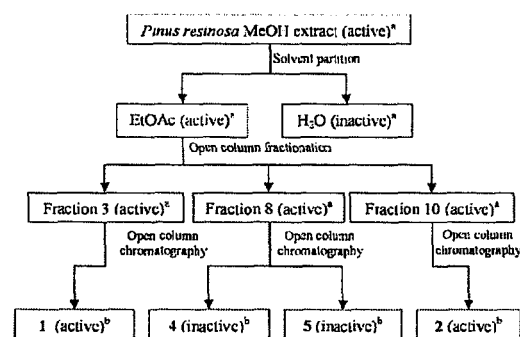 Pinus resinosa MeOH extract (active)ᵃ
Solvent partition
EtOAc (active)ᵃ
H₂O (inactive)ᵃ
Open column fractionation
Fraction 3 (active)ᵃ
Fraction 8 (active)ᵃ
Fraction 10 (active)ᵃ
Open column
chromatography
Open column
chromatography
Open column
chromatography
1 (active)ᵇ
4 (inactive)ᵇ
5 (inactive)ᵇ
2 (active)ᵇ